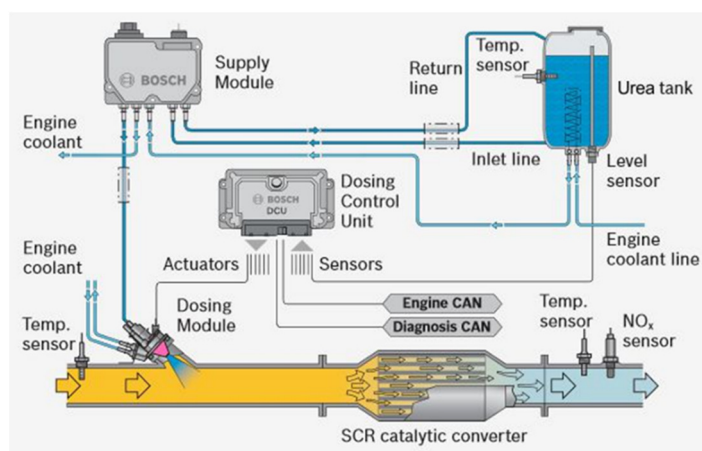 Supply
Module
BOSCH
Return
line
Temp.
sensor
Urea tank
Engine
coolant
Inlet line
Level
sensor
BOSCH
DCU
Dosing
Control
Unit
Engine
coolant line
Engine
coolant
Actuators
Sensors
Engine CAN
Diagnosis CAN
Dosing
Module
Temp.
sensor
Temp.
sensor
NOx
sensor
SCR catalytic converter